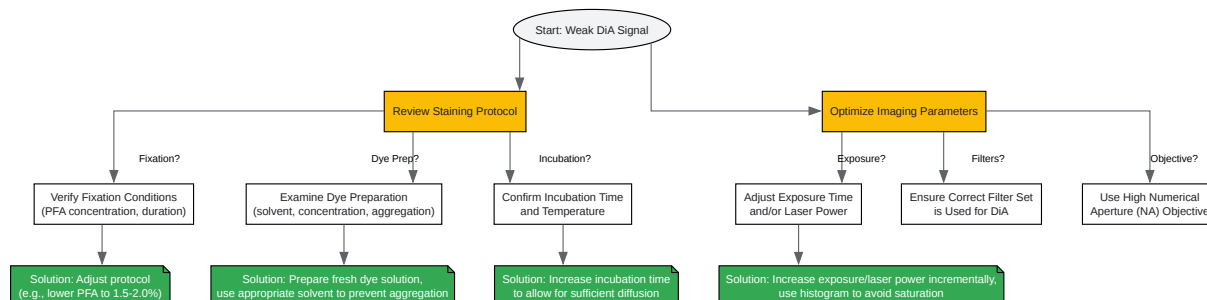 Start: Weak DiA Signal
Review Staining Protocol
Optimize Imaging Parameters
Fixation?
Dye Prep?
Incubation?
Exposure?
Filters?
Objective?
Verify Fixation Conditions
(PFA concentration, duration)
Examine Dye Preparation
(solvent, concentration, aggregation)
Confirm Incubation Time
and Temperature
Adjust Exposure Time
and/or Laser Power
Ensure Correct Filter Set
is Used for DiA
Use High Numerical
Aperture (NA) Objective
Solution: Adjust protocol
(e.g., lower PFA to 1.5-2.0%)
Solution: Prepare fresh dye solution,
use appropriate solvent to prevent aggregation
Solution: Increase incubation time
to allow for sufficient diffusion
Solution: Increase exposure/laser power incrementally,
use histogram to avoid saturation